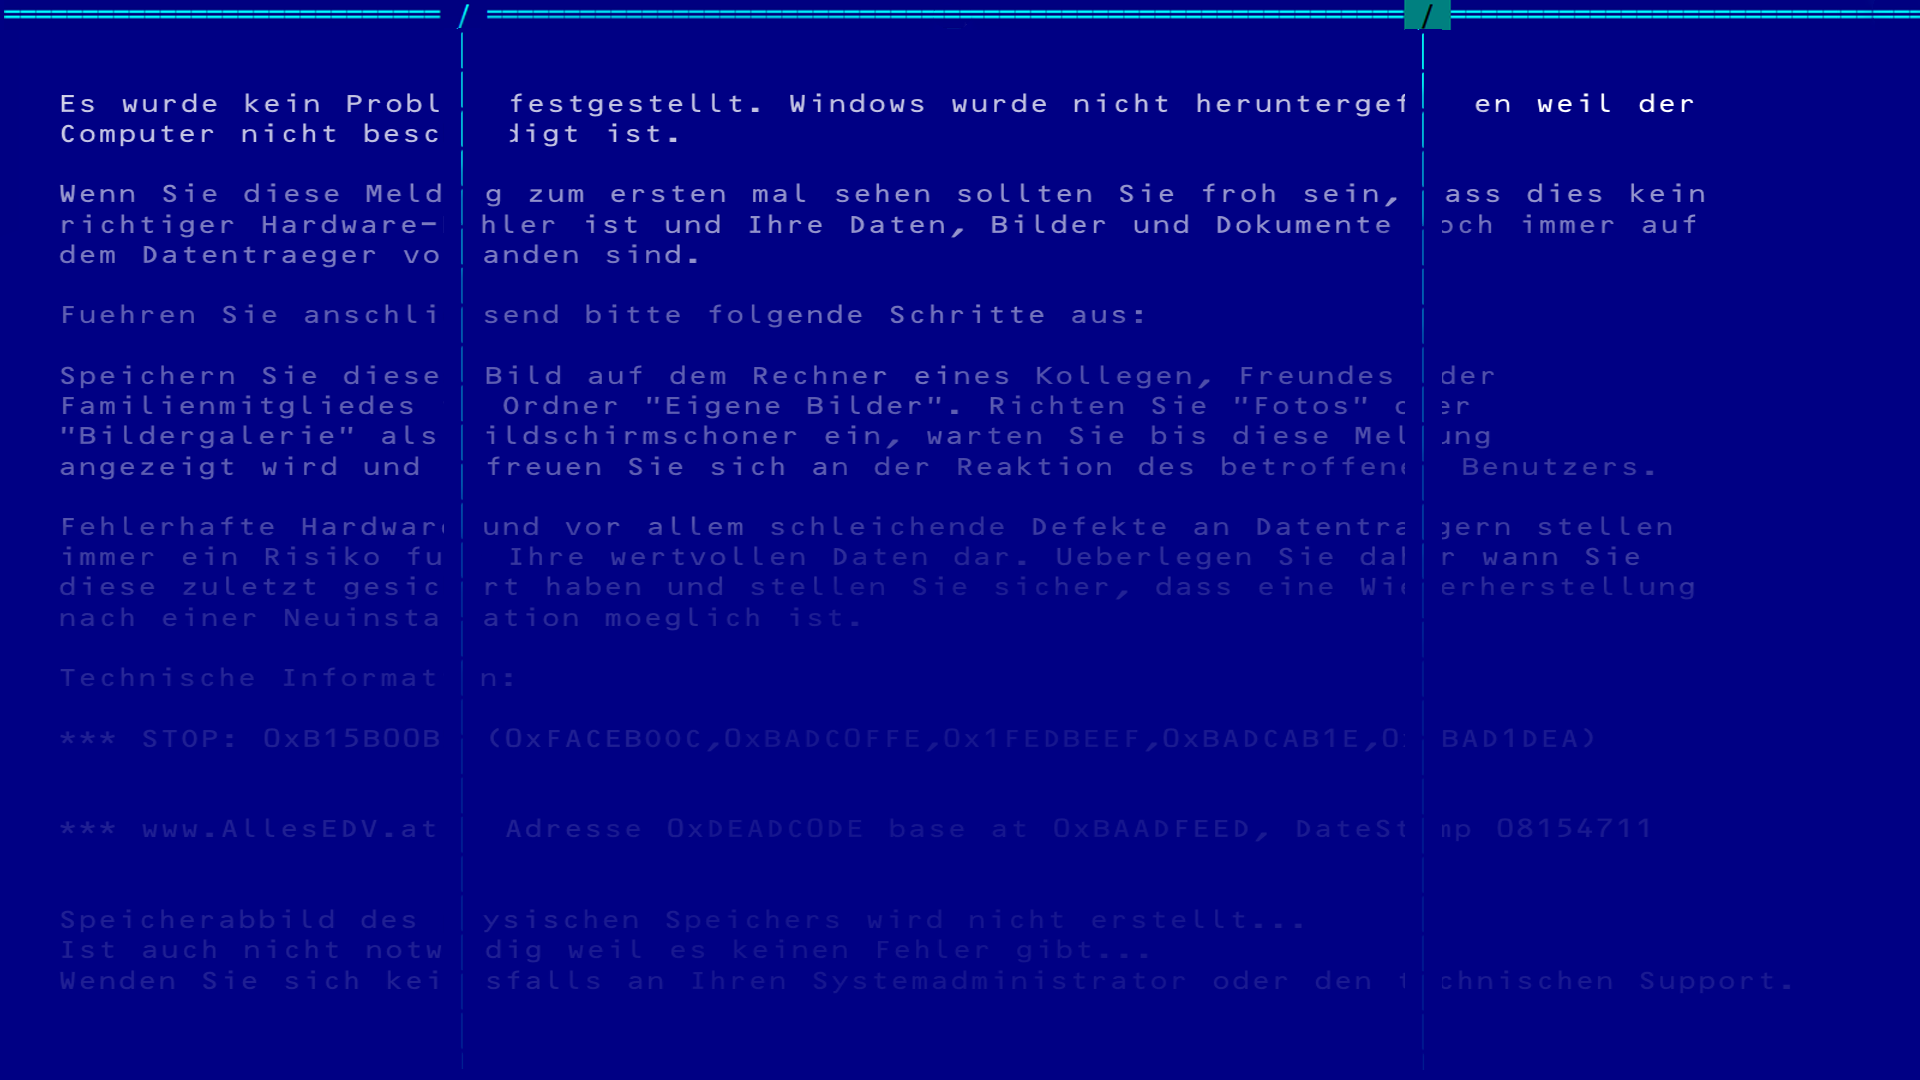 / /
Es wurde kein Probl festgestellt. Windows wurde nicht heruntergef en weil der
Computer nicht besc digt ist.
Wenn Sie diese Meld g zum ersten mal sehen sollten Sie froh sein, ass dies kein
richtiger Hardware- hler ist und Ihre Daten, Bilder und Dokumente och immer auf
dem Datentraeger vo anden sind.
Fuehren Sie anschli send bitte folgende Schritte aus:
Speichern Sie diese Bild auf dem Rechner eines Kollegen, Freundes der
Familienmitgliedes Ordner "Eigene Bilder". Richten Sie "Fotos" o er
"Bildergalerie" als ildschirmschoner ein, warten Sie bis diese Mel ung
angezeigt wird und freuen Sie sich an der Reaktion des betroffene Benutzers.
Fehlerhafte Hardware und vor allem schleichende Defekte an Datentra gern stellen
immer ein Risiko fu Ihre wertvollen Daten dar. Ueberlegen Sie dah r wann Sie
diese zuletzt gesic rt haben und stellen Sie sicher, dass eine Wie erherstellung
nach einer Neuinsta ation moeglich ist.
Technische Informat n:
*** STOP: 0xB15B00B (0xFACEB00C,0xBADC0FFE,0x1FEDBEEF,0xBADCAB1E,0x BAD1DEA)
*** www.AllesEDV.at Adresse 0xDEADC0DE base at 0xBAADFEED, DateSt mp 08154711
Speicherabbild des ysischen Speichers wird nicht erstellt...
Ist auch nicht notw dig weil es keinen Fehler gibt...
Wenden Sie sich kei sfalls an Ihren Systemadministrator oder den t chnischen Support.